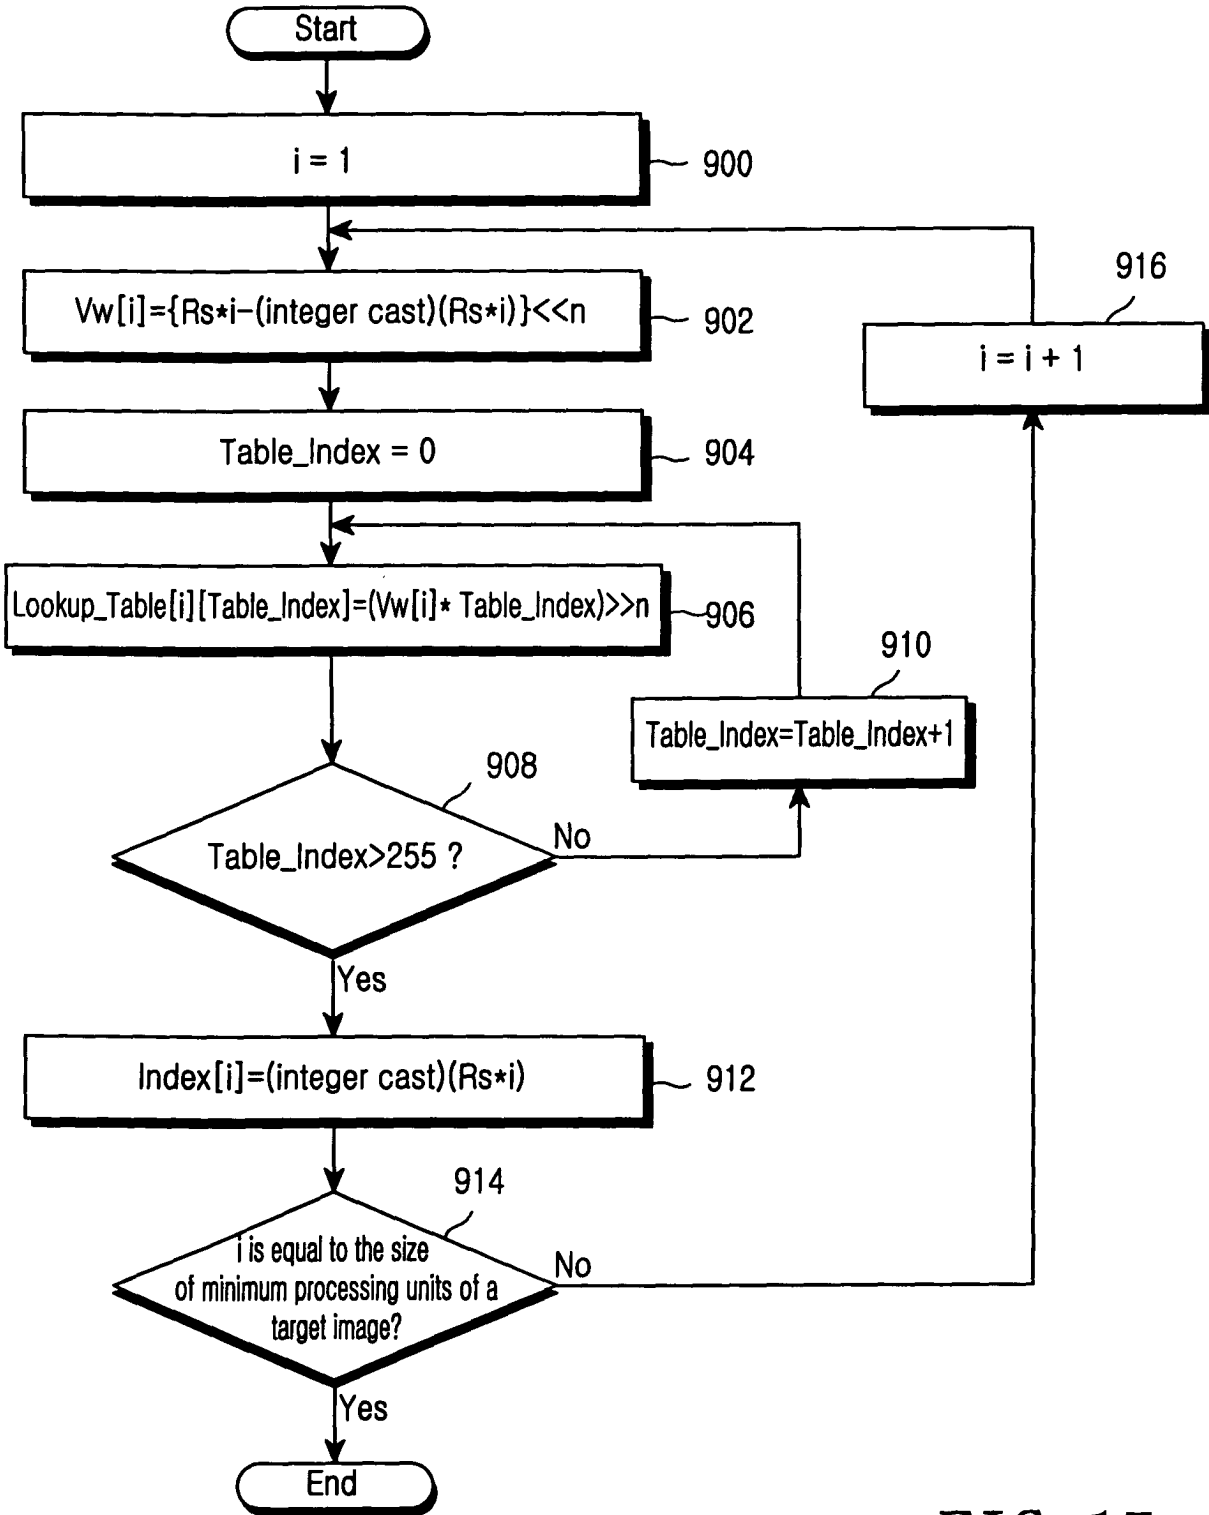 Start
i = 1
900
916
Vw[i]={Rs*i-(integer cast)(Rs*i)}<<n
902
i = i + 1
Table_Index = 0
904
Lookup_Table[i][Table_Index]=(Vw[i]* Table_Index)>>n
906
910
Table_Index=Table_Index+1
908
Table_Index>255 ?
No
Yes
Index[i]=(integer cast)(Rs*i)
912
914
i is equal to the size
of minimum processing units of a
target image?
No
Yes
End